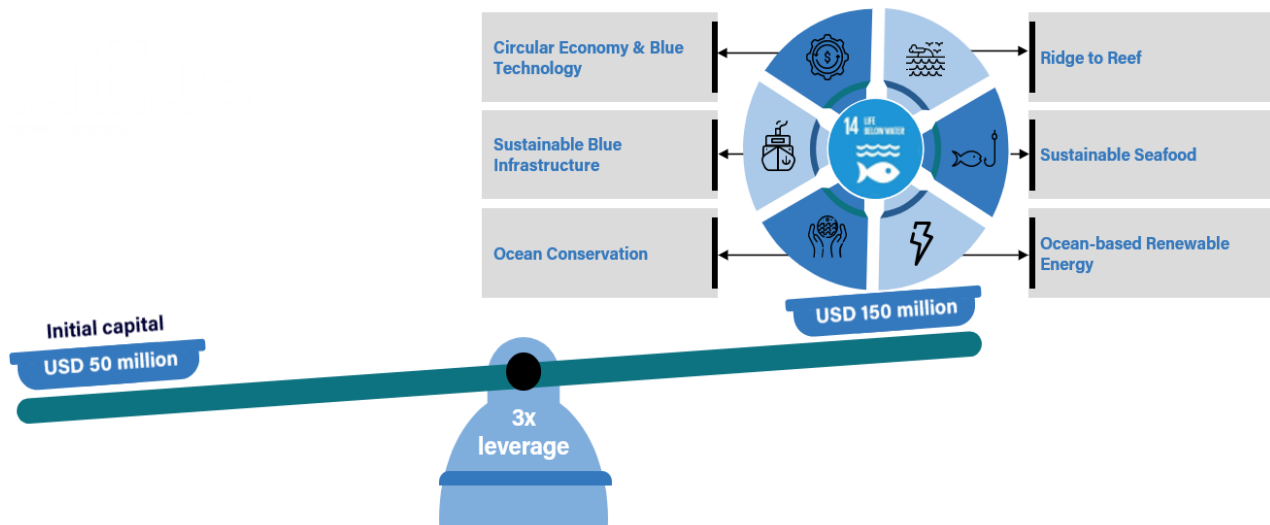 Circular Economy & Blue
Technology
Ridge to Reef
14 LIFE
BELOW WATER
Sustainable Blue
Infrastructure
Sustainable Seafood
Ocean Conservation
Ocean-based Renewable
Energy
$
Initial capital
USD 50 million
USD 150 million
3x
leverage